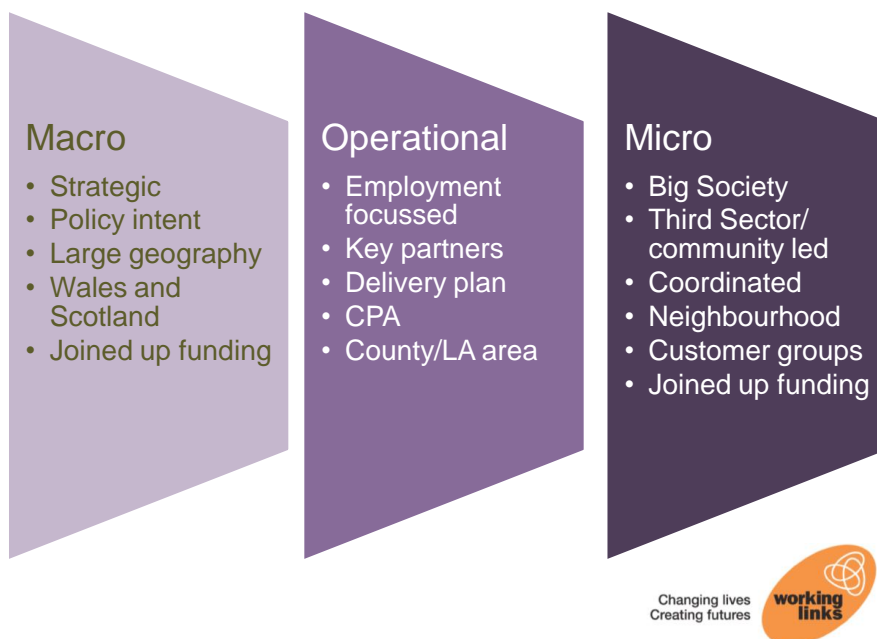 Macro
• Strategic
• Policy intent
• Large geography
• Wales and
Scotland
• Joined up funding
Operational
• Employment
focussed
• Key partners
• Delivery plan
• CPA
• County/LA area
Micro
• Big Society
• Third Sector/
community led
• Coordinated
• Neighbourhood
• Customer groups
• Joined up funding
Changing lives
Creating futures
working
links